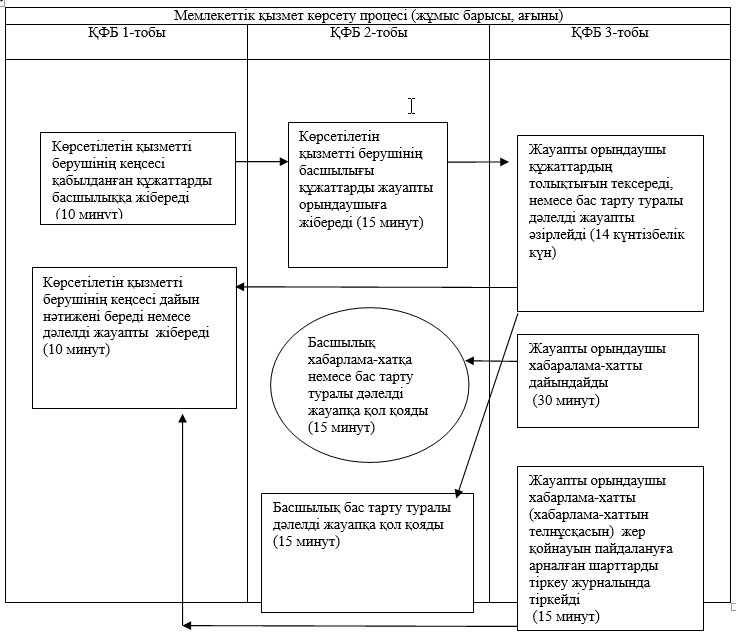 Мемлекеттік қызмет көрсету процесі (жұмыс барысы, ағыны)
ҚФБ 1-тобы
ҚФБ 2-тобы
ҚФБ 3-тобы
Көрсетілетін қызметті
берушінің кеңсесі
қабылданған құжаттарды
басшылыққа жібереді
(10 минут)
Көрсетілетін
қызметті берушінің
басшылығы
құжаттарды жауапты
орындаушыға
жібереді (15 минут)
Жауапты орындаушы
құжаттардың
толықтығын тексереді,
немесе бас тарту туралы
дәлелді жауапты
әзірлейді (14 күнтізбелік
күн)
Көрсетілетін қызметті
берушінің кеңсесі дайын
нәтижені береді немесе
дәлелді жауапты жібереді
(10 минут)
Басшылық
хабарлама-хатқа
немесе бас тарту
туралы дәлелді
жауапқа қол қояды
(15 минут)
Жауапты орындаушы
хабаралама-хатты
дайындайды
(30 минут)
Басшылық бас тарту туралы
дәлелді жауапқа қол қояды
(15 минут)
Жауапты орындаушы
хабарлама-хатты
(хабарлама-хаттын
телнұсқасын) жер
қойнауын пайдалануға
арналған шарттарды
тіркеу журналында
тіркейді
(15 минут)